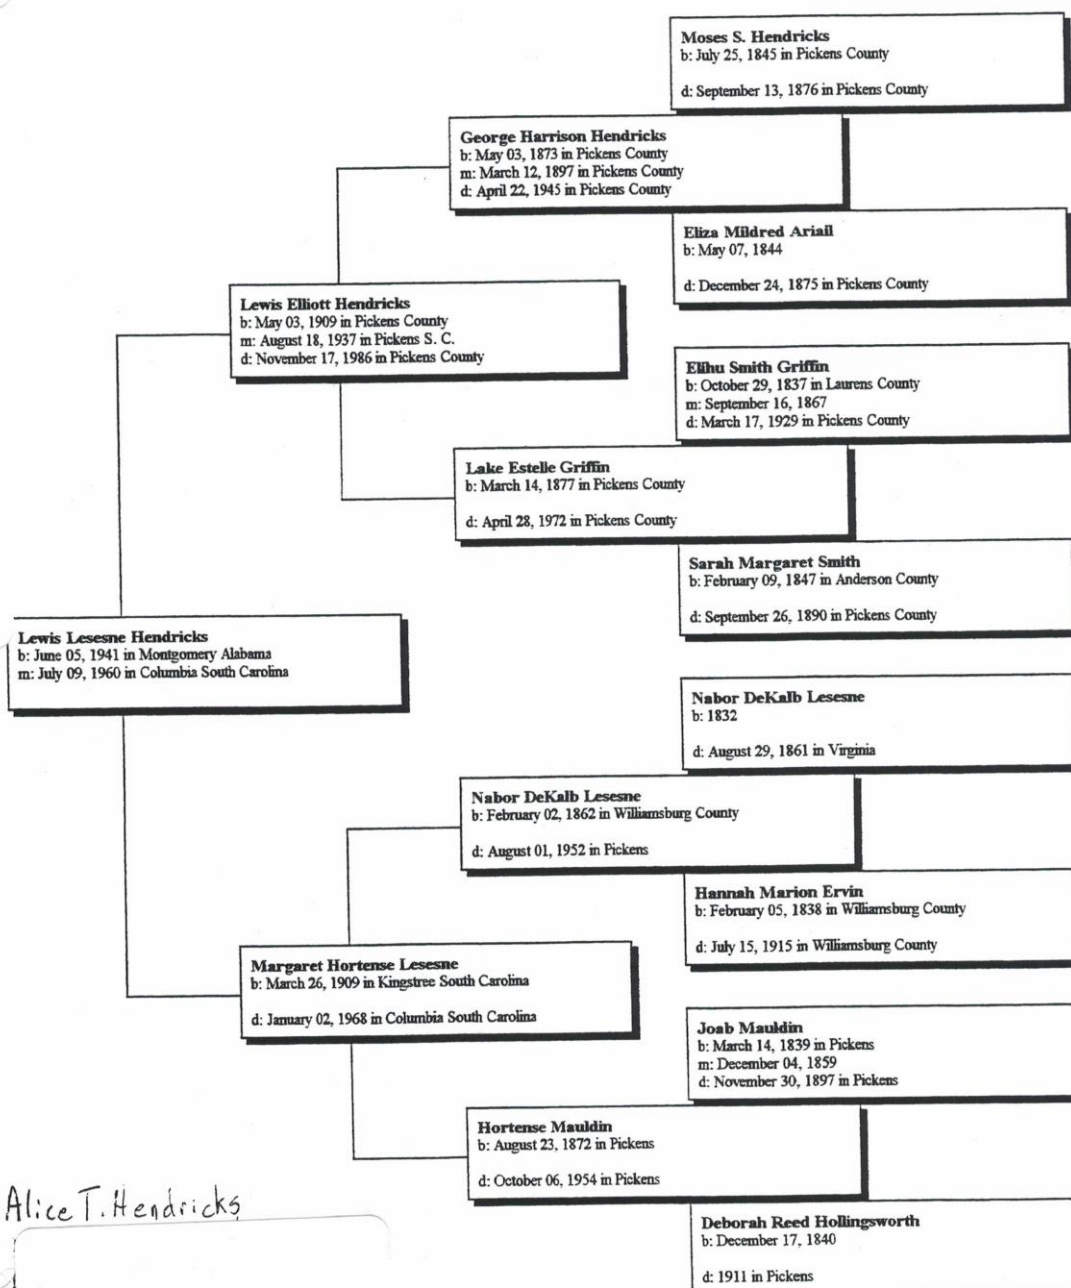 Moses S. Hendricks
b: July 25, 1845 in Pickens County
d: September 13, 1876 in Pickens County
George Harrison Hendricks
b: May 03, 1873 in Pickens County
m: March 12, 1897 in Pickens County
d: April 22, 1945 in Pickens County
Eliza Mildred Ariail
b: May 07, 1844
d: December 24, 1875 in Pickens County
Lewis Elliott Hendricks
b: May 03, 1909 in Pickens County
m: August 18, 1937 in Pickens S. C.
d: November 17, 1986 in Pickens County
Elihu Smith Griffin
b: October 29, 1837 in Laurens County
m: September 16, 1867
d: March 17, 1929 in Pickens County
Lake Estelle Griffin
b: March 14, 1877 in Pickens County
d: April 28, 1972 in Pickens County
Sarah Margaret Smith
b: February 09, 1847 in Anderson County
d: September 26, 1890 in Pickens County
Lewis Lesesne Hendricks
b: June 05, 1941 in Montgomery Alabama
m: July 09, 1960 in Columbia South Carolina
Nabor DeKalb Lesesne
b: 1832
d: August 29, 1861 in Virginia
Nabor DeKalb Lesesne
b: February 02, 1862 in Williamsburg County
d: August 01, 1952 in Pickens
Hannah Marion Ervin
b: February 05, 1838 in Williamsburg County
d: July 15, 1915 in Williamsburg County
Margaret Hortense Lesesne
b: March 26, 1909 in Kingstree South Carolina
d: January 02, 1968 in Columbia South Carolina
Joab Mauldin
b: March 14, 1839 in Pickens
m: December 04, 1859
d: November 30, 1897 in Pickens
Hortense Mauldin
b: August 23, 1872 in Pickens
d: October 06, 1954 in Pickens
Deborah Reed Hollingsworth
b: December 17, 1840
d: 1911 in Pickens
Alice T. Hendricks